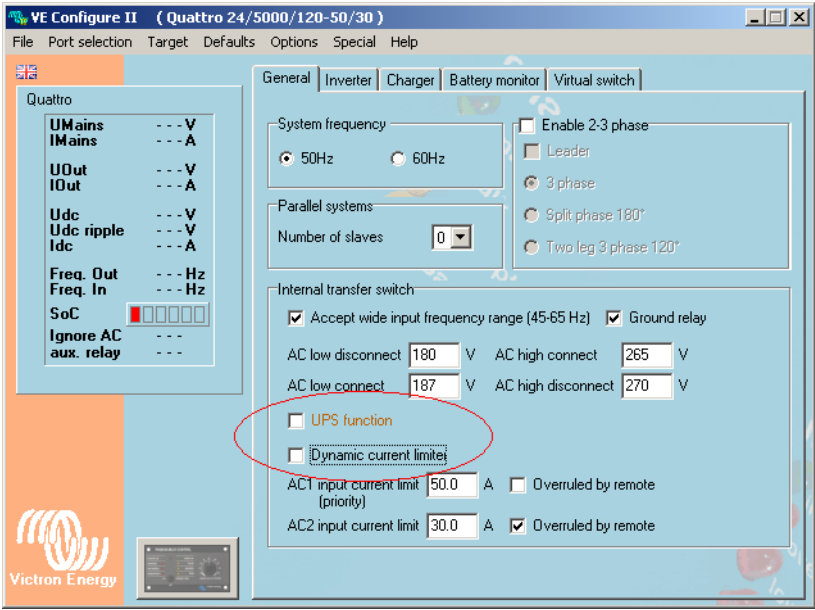 VE Configure II ( Quattro 24/5000/120-50/30 )
File Port selection Target Defaults Options Special Help
General Inverter Charger Battery monitor Virtual switch
Quattro
UMains - - - V
IMains - - - A
UOut - - - V
IOut - - - A
Udc - - - V
Udc ripple - - - V
Idc - - - A
Freq. Out - - - Hz
Freq. In - - - Hz
SoC
Ignore AC - - -
aux. relay - - -
System frequency
50Hz 60Hz
Parallel systems
Number of slaves 0
Enable 2-3 phase
Leader
3 phase
Split phase 180°
Two leg 3 phase 120°
Internal transfer switch
Accept wide input frequency range (45-65 Hz) Ground relay
AC low disconnect 180 V AC high connect 265 V
AC low connect 187 V AC high disconnect 270 V
UPS function
Dynamic current limiter
AC1 input current limit 50.0 A Overruled by remote
(priority)
AC2 input current limit 30.0 A Overruled by remote
Victron Energy